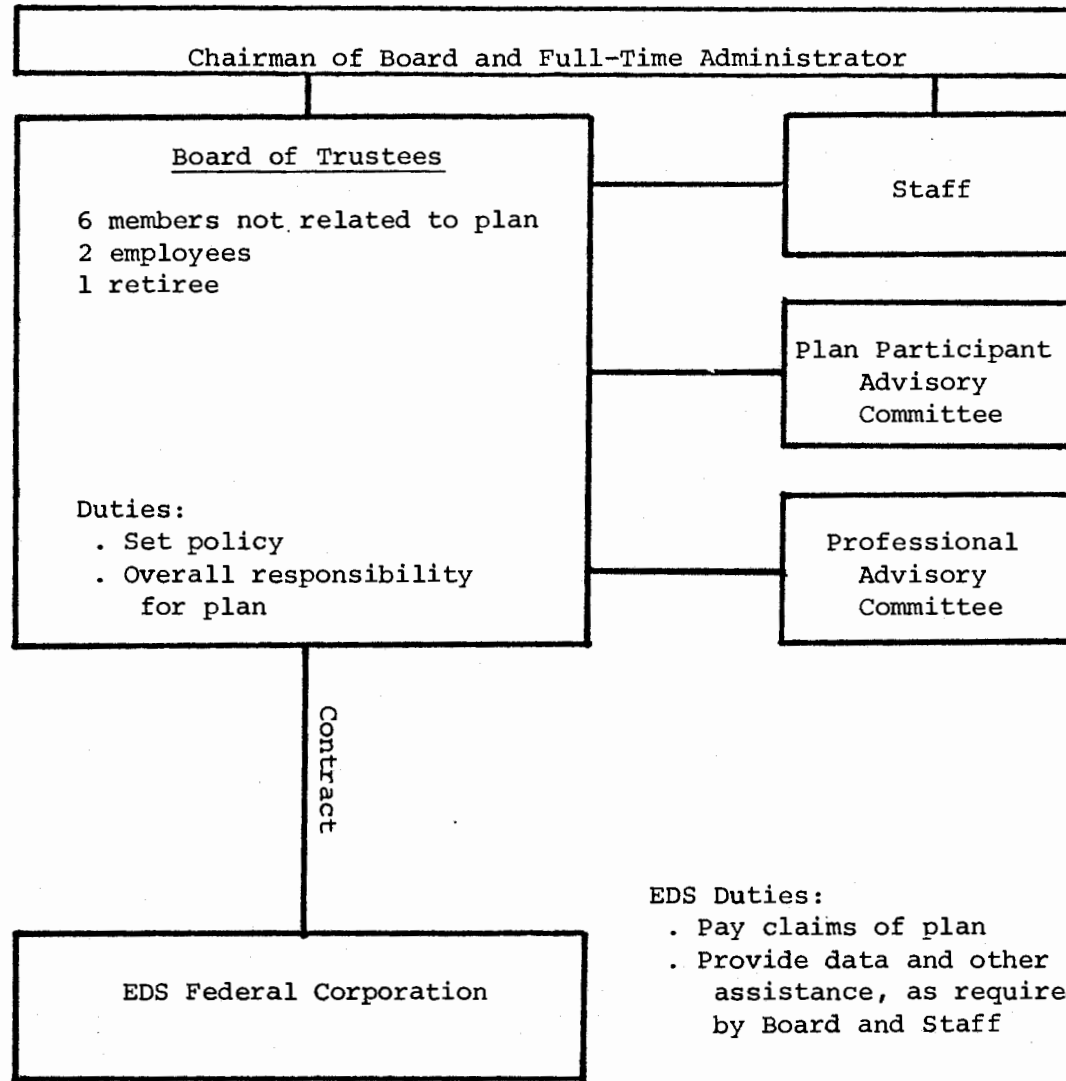 Chairman of Board and Full-Time Administrator
Board of Trustees
6 members not related to plan
2 employees
1 retiree
Duties:
. Set policy
. Overall responsibility
for plan
Staff
Plan Participant
Advisory
Committee
Professional
Advisory
Committee
Contract
EDS Federal Corporation
EDS Duties:
. Pay claims of plan
. Provide data and other
assistance, as require
by Board and Staff